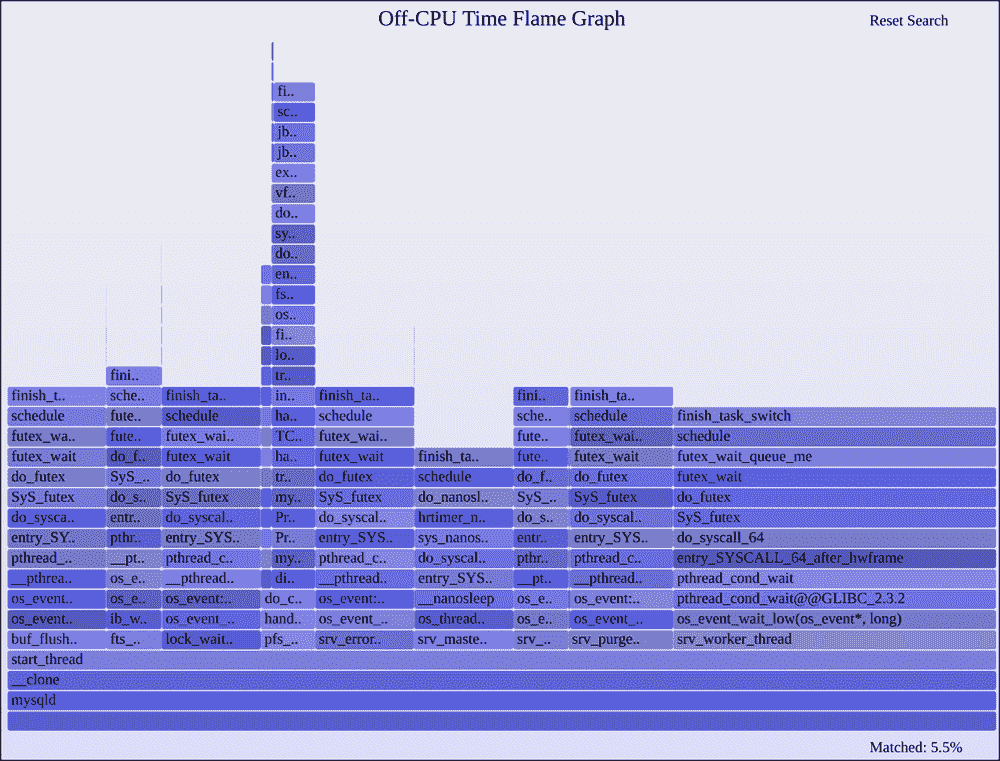 Off-CPU Time Flame Graph
Reset Search
fi..
sc..
jb..
jb..
ex..
vf..
do..
sy..
do..
en..
fs..
os..
fi..
lo..
fini.. tr..
finish_t.. sche.. finish_ta.. in.. finish_ta.. fini.. finish_ta..
schedule fute.. schedule ha.. schedule sche.. schedule finish_task_switch
futex_wa.. fute.. futex_wai.. TC.. futex_wai.. fute.. futex_wai.. schedule
futex_wait do_f.. futex_wait ha.. futex_wait finish_ta.. fute.. futex_wait futex_wait_queue_me
do_futex SyS_.. do_futex tr.. do_futex schedule do_f.. do_futex futex_wait
SyS_futex do_s.. SyS_futex my.. SyS_futex do_nanosl.. SyS_.. SyS_futex do_futex
do_sysca.. entr.. do_syscal.. Pr.. do_syscal.. hrtimer_n.. do_s.. do_syscal.. SyS_futex
entry_SY.. pthr.. entry_SYS.. Pr.. entry_SYS.. sys_nanos.. entr.. entry_SYS.. do_syscall_64
pthread_.. __pt.. pthread_c.. my.. pthread_c.. do_syscal.. pthr.. pthread_c.. entry_SYSCALL_64_after_hwframe
__pthrea.. os_e.. __pthread.. di.. __pthread.. entry_SYS.. __pt.. __pthread.. pthread_cond_wait
os_event.. os_e.. os_event:.. do_c.. os_event:.. __nanosleep os_e.. os_event:.. pthread_cond_wait@@GLIBC_2.3.2
os_event.. ib_w.. os_event_.. hand.. os_event_.. os_thread.. os_e.. os_event_.. os_event_wait_low(os_event*, long)
buf_flush.. fts_.. lock_wait.. pfs_.. srv_error.. srv_maste.. srv_.. srv_purge.. srv_worker_thread
start_thread
__clone
mysqld
Matched: 5.5%